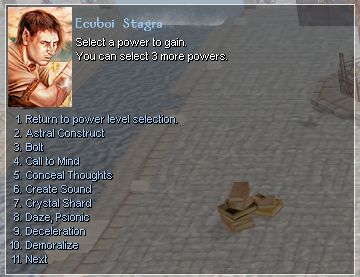 Ecuboi Stagra
Select a power to gain.
You can select 3 more powers.
1. Return to power level selection.
2. Astral Construct
3. Bolt
4. Call to Mind
5. Conceal Thoughts
6. Create Sound
7. Crystal Shard
8. Daze, Psionic
9. Deceleration
10. Demoralize
11. Next